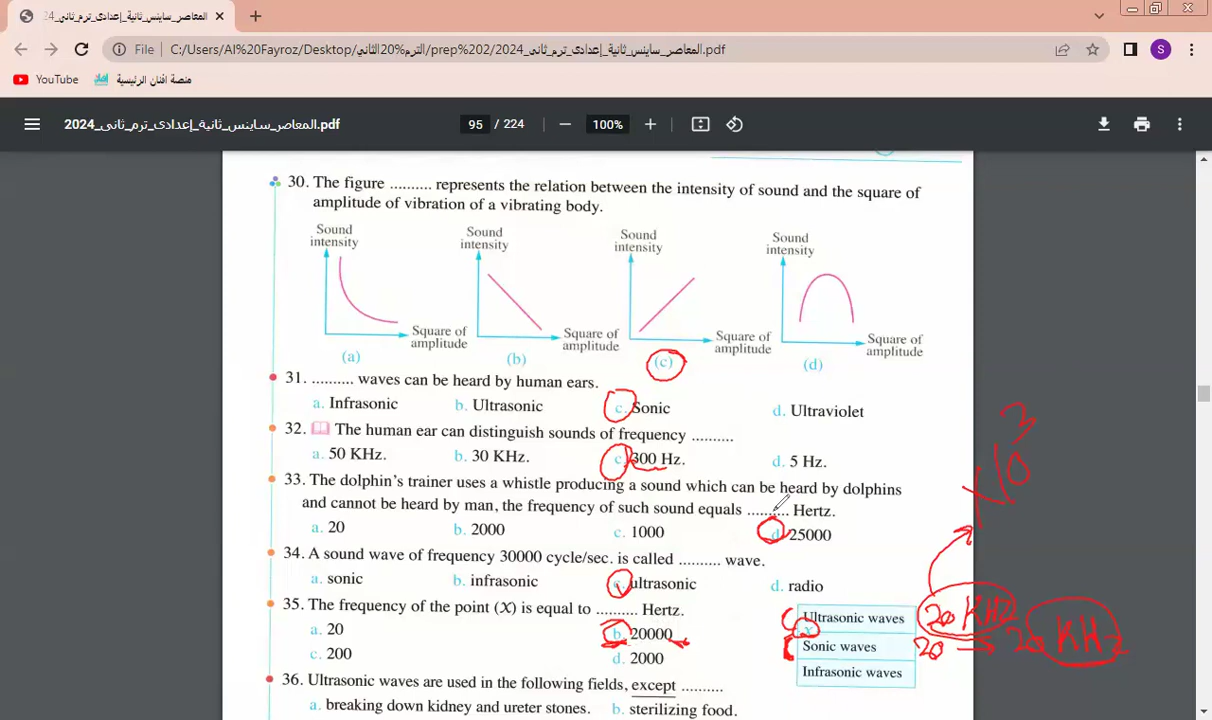 المعاصر_ساينس_ثانية_إعدادى_ترم_ثانى_24
File C:/Users/Al%20Fayroz/Desktop/الترم%20الثاني/prep%202/2024_المعاصر_ساينس_ثانية_إعدادى_ترم_ثانى.pdf
S
YouTube منصة افنان الرئيسية
2024_المعاصر_ساينس_ثانية_إعدادى_ترم_ثانى.pdf 95 / 224 100%
30. The figure .......... represents the relation between the intensity of sound and the square of
amplitude of vibration of a vibrating body.
Sound intensity Sound intensity Sound intensity Sound intensity
Square of amplitude Square of amplitude Square of amplitude Square of amplitude
(a) (b) (c) (d)
31. .......... waves can be heard by human ears.
a. Infrasonic b. Ultrasonic c. Sonic d. Ultraviolet
32. The human ear can distinguish sounds of frequency ..........
a. 50 KHz. b. 30 KHz. c. 300 Hz. d. 5 Hz.
33. The dolphin's trainer uses a whistle producing a sound which can be heard by dolphins
and cannot be heard by man, the frequency of such sound equals .......... Hertz.
a. 20 b. 2000 c. 1000 d. 25000
34. A sound wave of frequency 30000 cycle/sec. is called .......... wave.
a. sonic b. infrasonic c. ultrasonic d. radio
35. The frequency of the point (X) is equal to .......... Hertz.
a. 20 b. 20000
c. 200 d. 2000
Ultrasonic waves
x
Sonic waves
Infrasonic waves
×10³
20 KHz
20 → 20 KHz
36. Ultrasonic waves are used in the following fields, except ..........
a. breaking down kidney and ureter stones. b. sterilizing food.